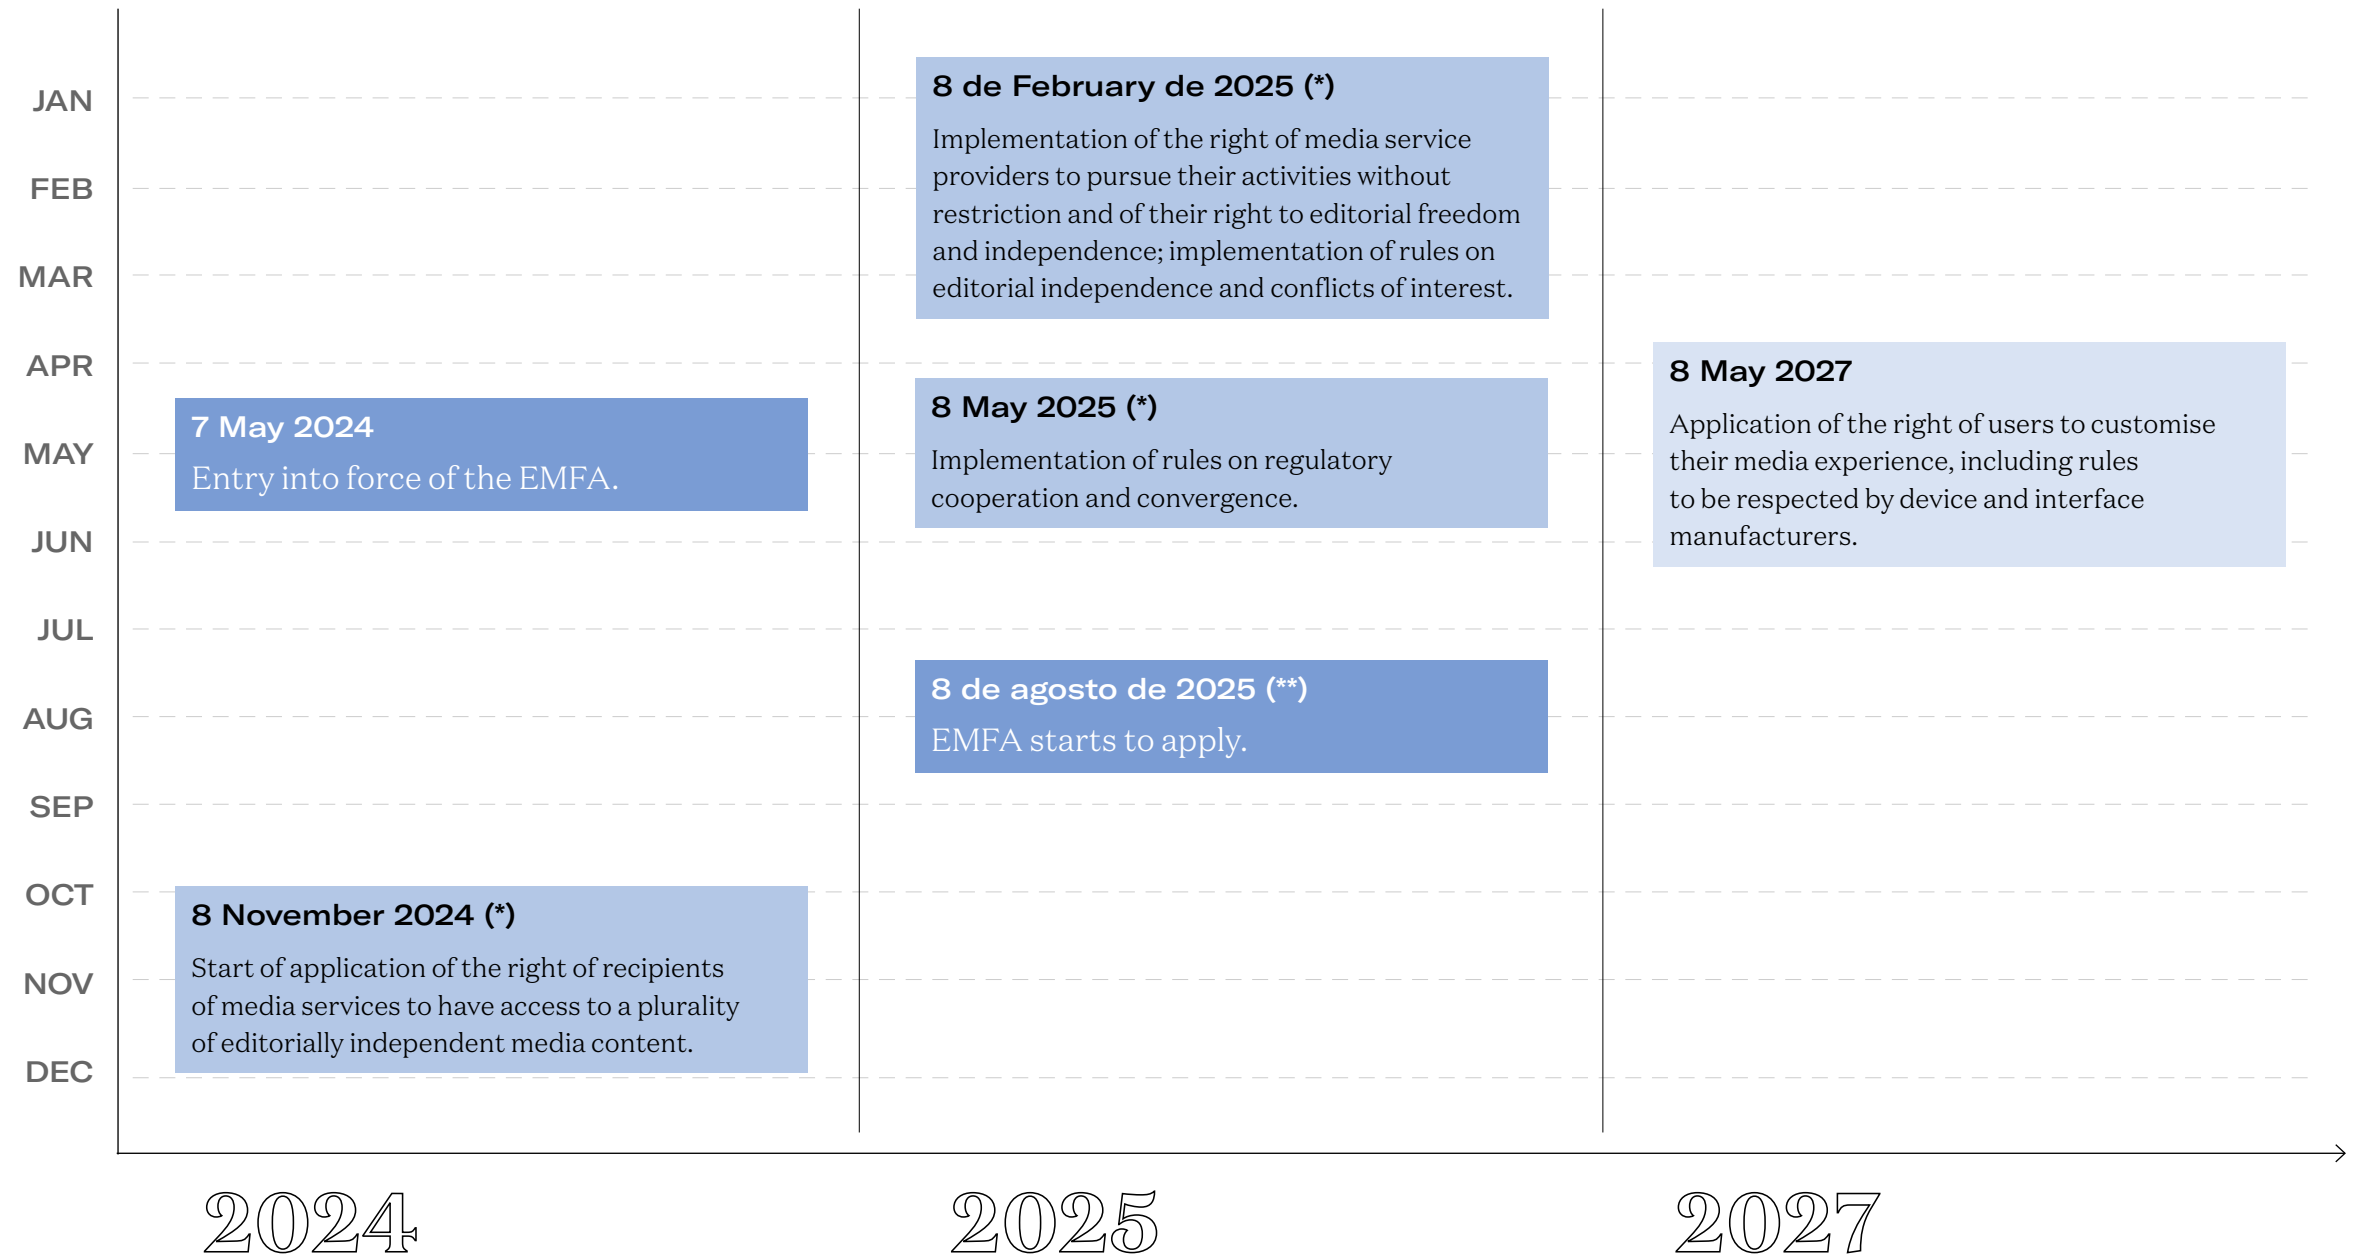 JAN
FEB
MAR
APR
MAY
JUN
JUL
AUG
SEP
OCT
NOV
DEC
7 May 2024
Entry into force of the EMFA.
8 November 2024 (*)
Start of application of the right of recipients
of media services to have access to a plurality
of editorially independent media content.
8 de February de 2025 (*)
Implementation of the right of media service
providers to pursue their activities without
restriction and of their right to editorial freedom
and independence; implementation of rules on
editorial independence and conflicts of interest.
8 May 2025 (*)
Implementation of rules on regulatory
cooperation and convergence.
8 de agosto de 2025 (**)
EMFA starts to apply.
8 May 2027
Application of the right of users to customise
their media experience, including rules
to be respected by device and interface
manufacturers.
2024
2025
2027